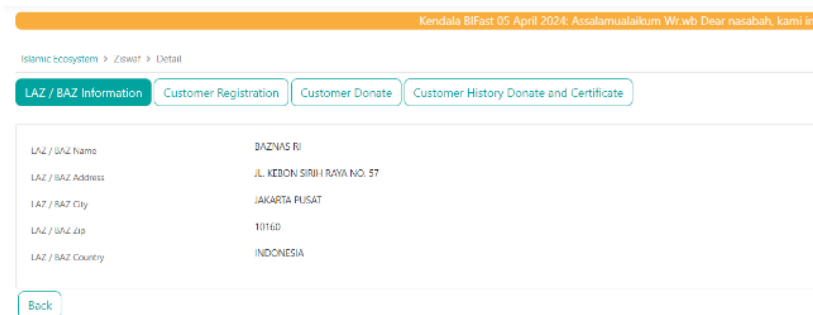 Kendala BIFast 05 April 2024: Assalamualaikum Wr.wb Dear nasabah, kami in
Islamic Ecosystem > Ziswaf > Detail
LAZ / BAZ Information Customer Registration Customer Donate Customer History Donate and Certificate
LAZ / BAZ Name BAZNAS RI
LAZ / BAZ Address JL. KEBON SIRIH RAYA NO. 57
LAZ / BAZ City JAKARTA PUSAT
LAZ / BAZ Zip 10160
LAZ / BAZ Country INDONESIA
Back